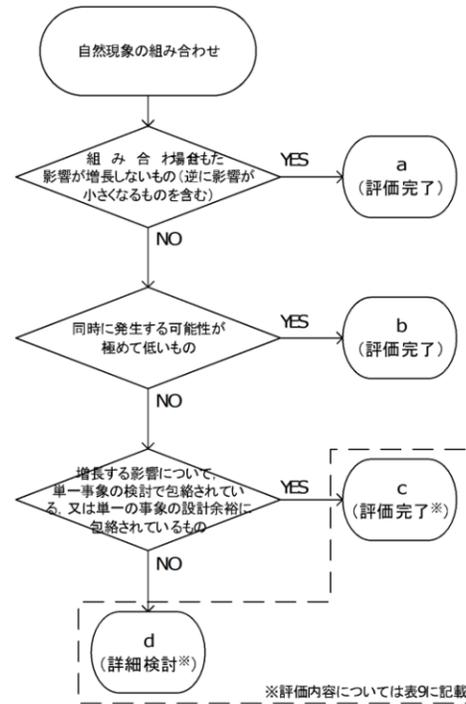 自然現象の組み合わせ
組み合わ場合もた
影響が増長しないもの(逆に影響が
小さくなるものを含む)
YES
a
(評価完了)
NO
同時に発生する可能性が
極めて低いもの
YES
b
(評価完了)
NO
増長する影響について,
単一事象の検討で包絡されてい
る,又は単一の事象の設計余裕に
包絡されているもの
YES
c
(評価完了※)
NO
d
(詳細検討※)
※評価内容については表9に記載